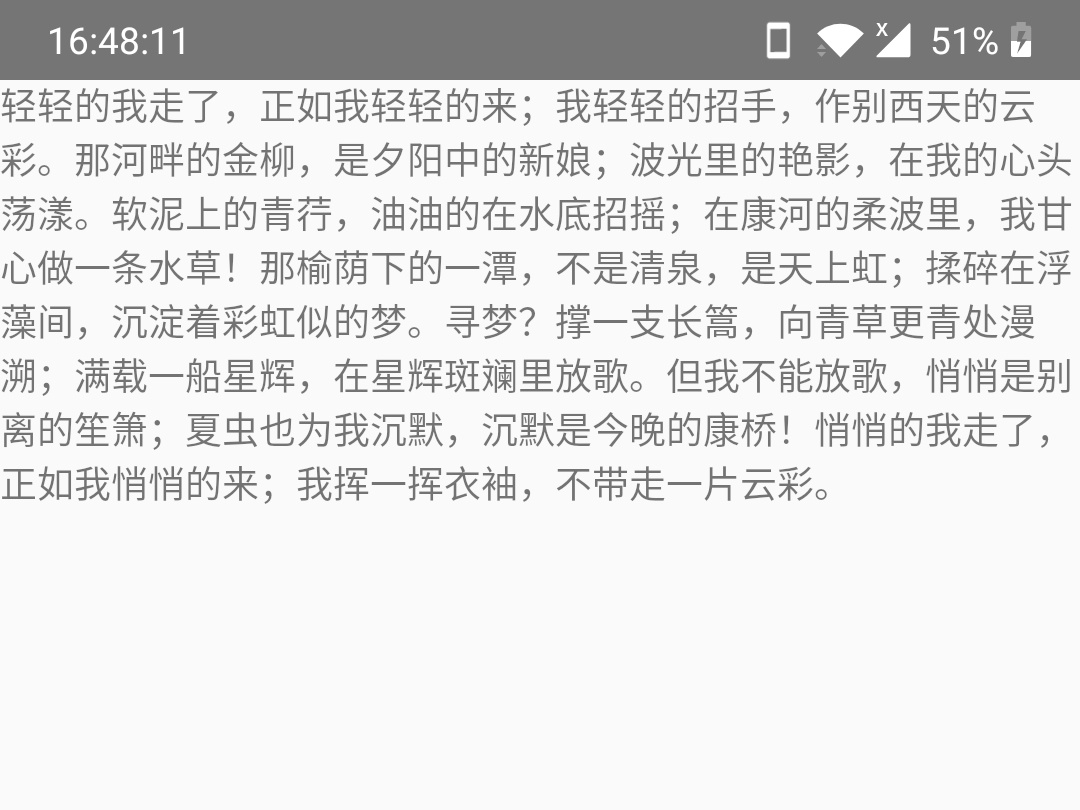 16:48:11
x
51%
轻轻的我走了，正如我轻轻的来；我轻轻的招手，作别西天的云
彩。那河畔的金柳，是夕阳中的新娘；波光里的艳影，在我的心头
荡漾。软泥上的青荇，油油的在水底招摇；在康河的柔波里，我甘
心做一条水草！那榆荫下的一潭，不是清泉，是天上虹；揉碎在浮
藻间，沉淀着彩虹似的梦。寻梦？撑一支长篙，向青草更青处漫
溯；满载一船星辉，在星辉斑斓里放歌。但我不能放歌，悄悄是别
离的笙箫；夏虫也为我沉默，沉默是今晚的康桥！悄悄的我走了，
正如我悄悄的来；我挥一挥衣袖，不带走一片云彩。